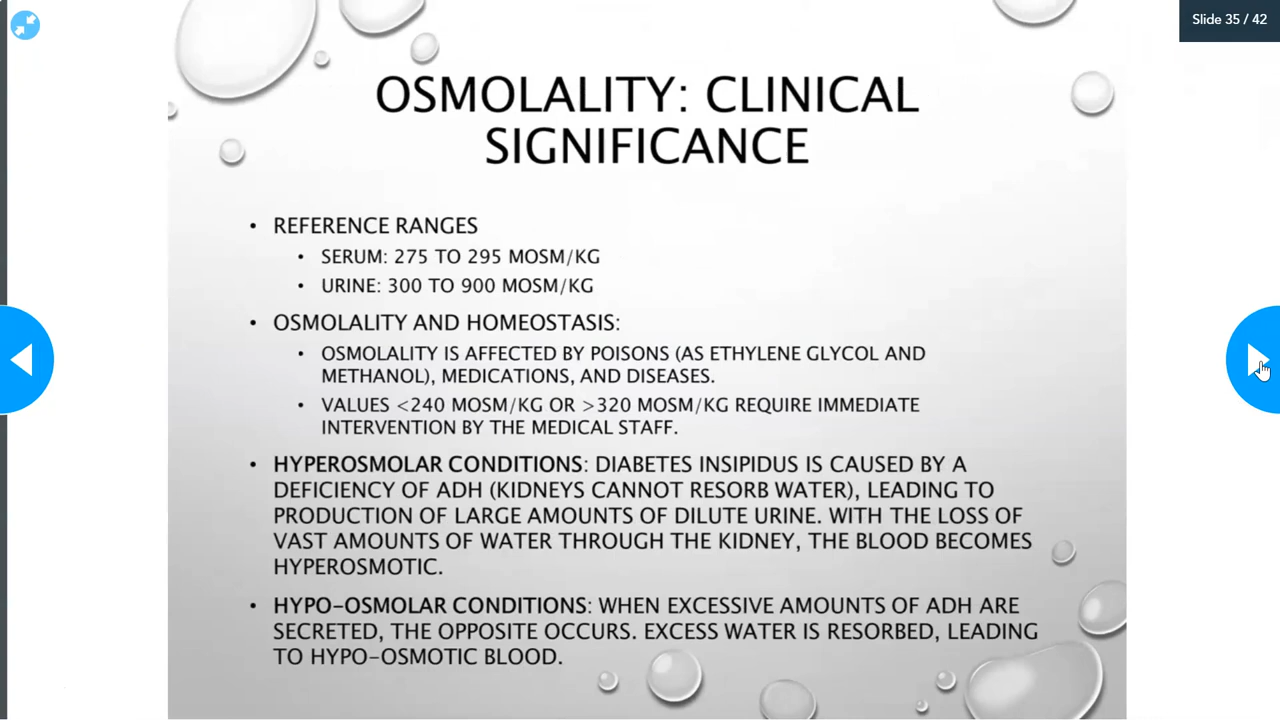 Slide 35 / 42
OSMOLALITY: CLINICAL
SIGNIFICANCE
• REFERENCE RANGES
• SERUM: 275 TO 295 MOSM/KG
• URINE: 300 TO 900 MOSM/KG
• OSMOLALITY AND HOMEOSTASIS:
• OSMOLALITY IS AFFECTED BY POISONS (AS ETHYLENE GLYCOL AND
METHANOL), MEDICATIONS, AND DISEASES.
• VALUES <240 MOSM/KG OR >320 MOSM/KG REQUIRE IMMEDIATE
INTERVENTION BY THE MEDICAL STAFF.
• HYPEROSMOLAR CONDITIONS: DIABETES INSIPIDUS IS CAUSED BY A
DEFICIENCY OF ADH (KIDNEYS CANNOT RESORB WATER), LEADING TO
PRODUCTION OF LARGE AMOUNTS OF DILUTE URINE. WITH THE LOSS OF
VAST AMOUNTS OF WATER THROUGH THE KIDNEY, THE BLOOD BECOMES
HYPEROSMOTIC.
• HYPO-OSMOLAR CONDITIONS: WHEN EXCESSIVE AMOUNTS OF ADH ARE
SECRETED, THE OPPOSITE OCCURS. EXCESS WATER IS RESORBED, LEADING
TO HYPO-OSMOTIC BLOOD.